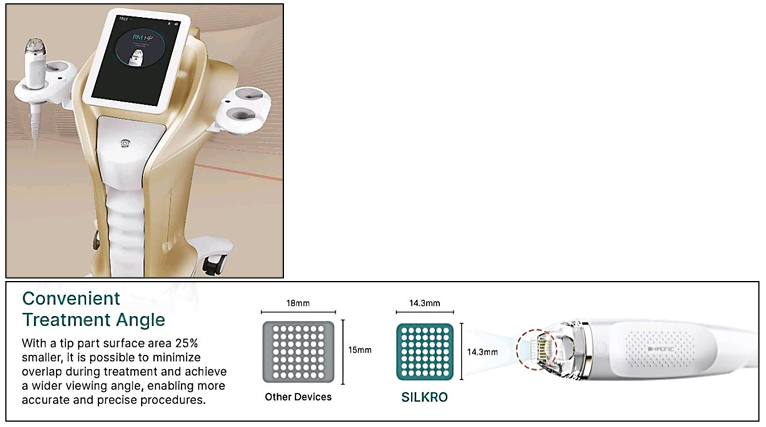 RM HP
Convenient
Treatment Angle
With a tip part surface area 25%
smaller, it is possible to minimize
overlap during treatment and achieve
a wider viewing angle, enabling more
accurate and precise procedures.
18mm
15mm
Other Devices
14.3mm
14.3mm
SILKRO